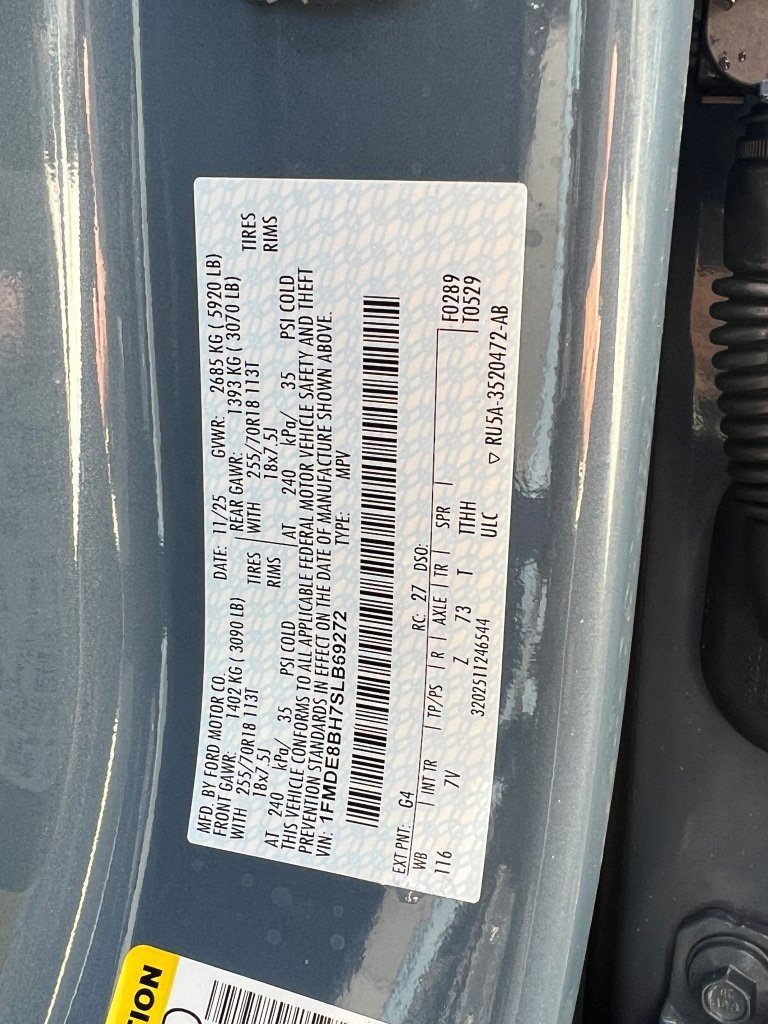 MFD. BY FORD MOTOR CO.
DATE: 11/25 GVWR: 2685 KG ( 5920 LB)
FRONT GAWR: 1402 KG ( 3090 LB) REAR GAWR: 1393 KG ( 3070 LB)
WITH 255/70R18 113T TIRES WITH 255/70R18 113T TIRES
18x7.5J RIMS 18x7.5J RIMS
AT 240 kPa/ 35 PSI COLD AT 240 kPa/ 35 PSI COLD
THIS VEHICLE CONFORMS TO ALL APPLICABLE FEDERAL MOTOR VEHICLE SAFETY AND THEFT
PREVENTION STANDARDS IN EFFECT ON THE DATE OF MANUFACTURE SHOWN ABOVE.
VIN: 1FMDE8BH7SLB69272 TYPE: MPV
EXT PNT: G4 RC: 27 DSO: F0289
WB INT TR TP/PS R AXLE TR SPR T0529
116 7V Z 73 T TTHH
3202511246544 ULC ▽ RU5A-3520472-AB
TION